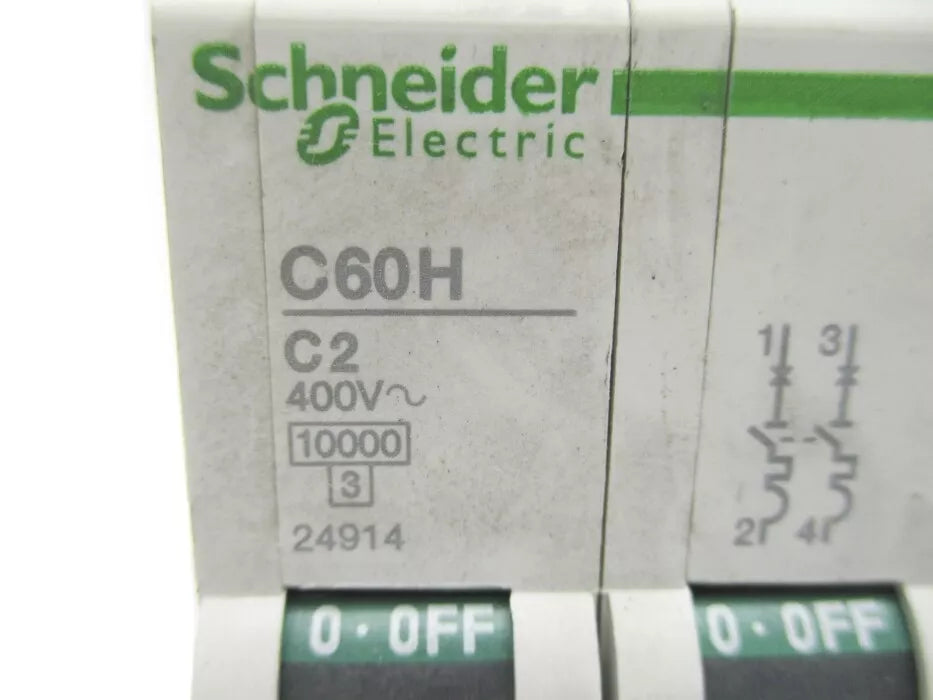 Schneider
Electric
C60H
C2
400V~
10000
3
24914
1 3
2 4
0·OFF 0·OFF